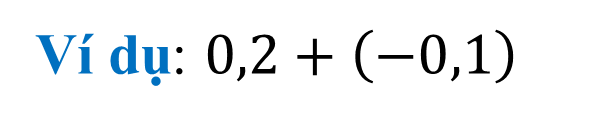 Ví dụ: 0,2 + (−0,1)